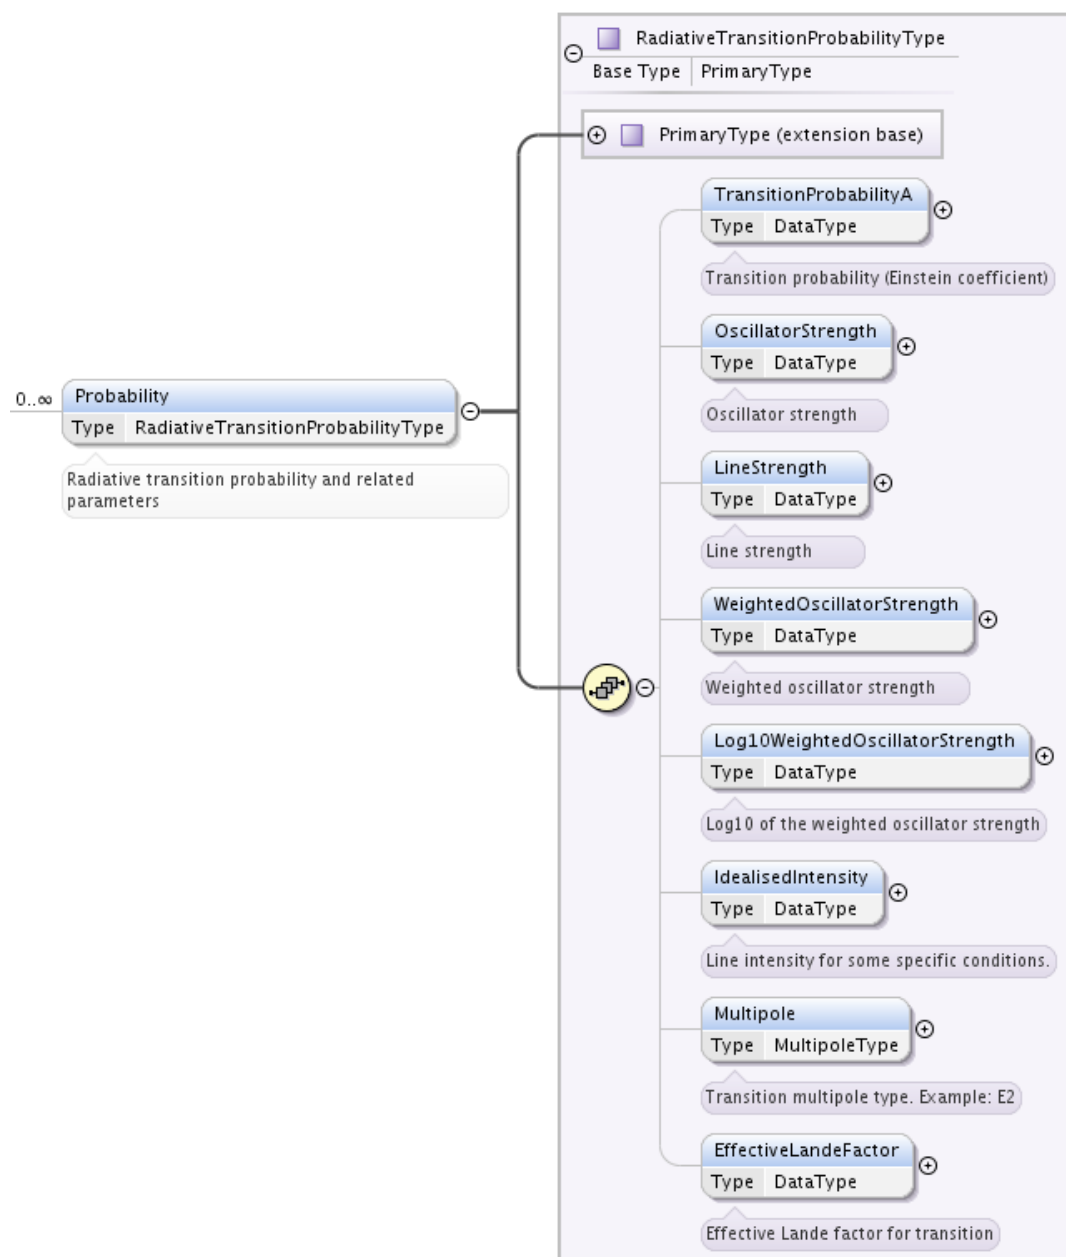 RadiativeTransitionProbabilityType
Base Type PrimaryType
PrimaryType (extension base)
TransitionProbabilityA
Type DataType
Transition probability (Einstein coefficient)
OscillatorStrength
Type DataType
Oscillator strength
0..∞
Probability
Type RadiativeTransitionProbabilityType
Radiative transition probability and related
parameters
LineStrength
Type DataType
Line strength
WeightedOscillatorStrength
Type DataType
Weighted oscillator strength
Log10WeightedOscillatorStrength
Type DataType
Log10 of the weighted oscillator strength
IdealisedIntensity
Type DataType
Line intensity for some specific conditions.
Multipole
Type MultipoleType
Transition multipole type. Example: E2
EffectiveLandeFactor
Type DataType
Effective Lande factor for transition